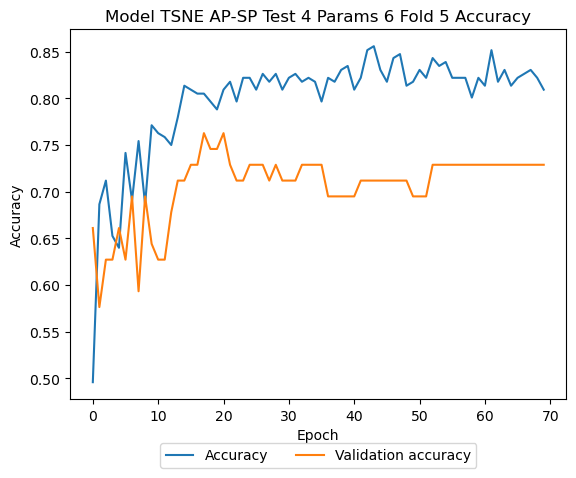 Model TSNE AP-SP Test 4 Params 6 Fold 5 Accuracy
0.85
0.80
0.75
0.70
0.65
0.60
0.55
0.50
Accuracy
0 10 20 30 40 50 60 70
Epoch
Accuracy Validation accuracy